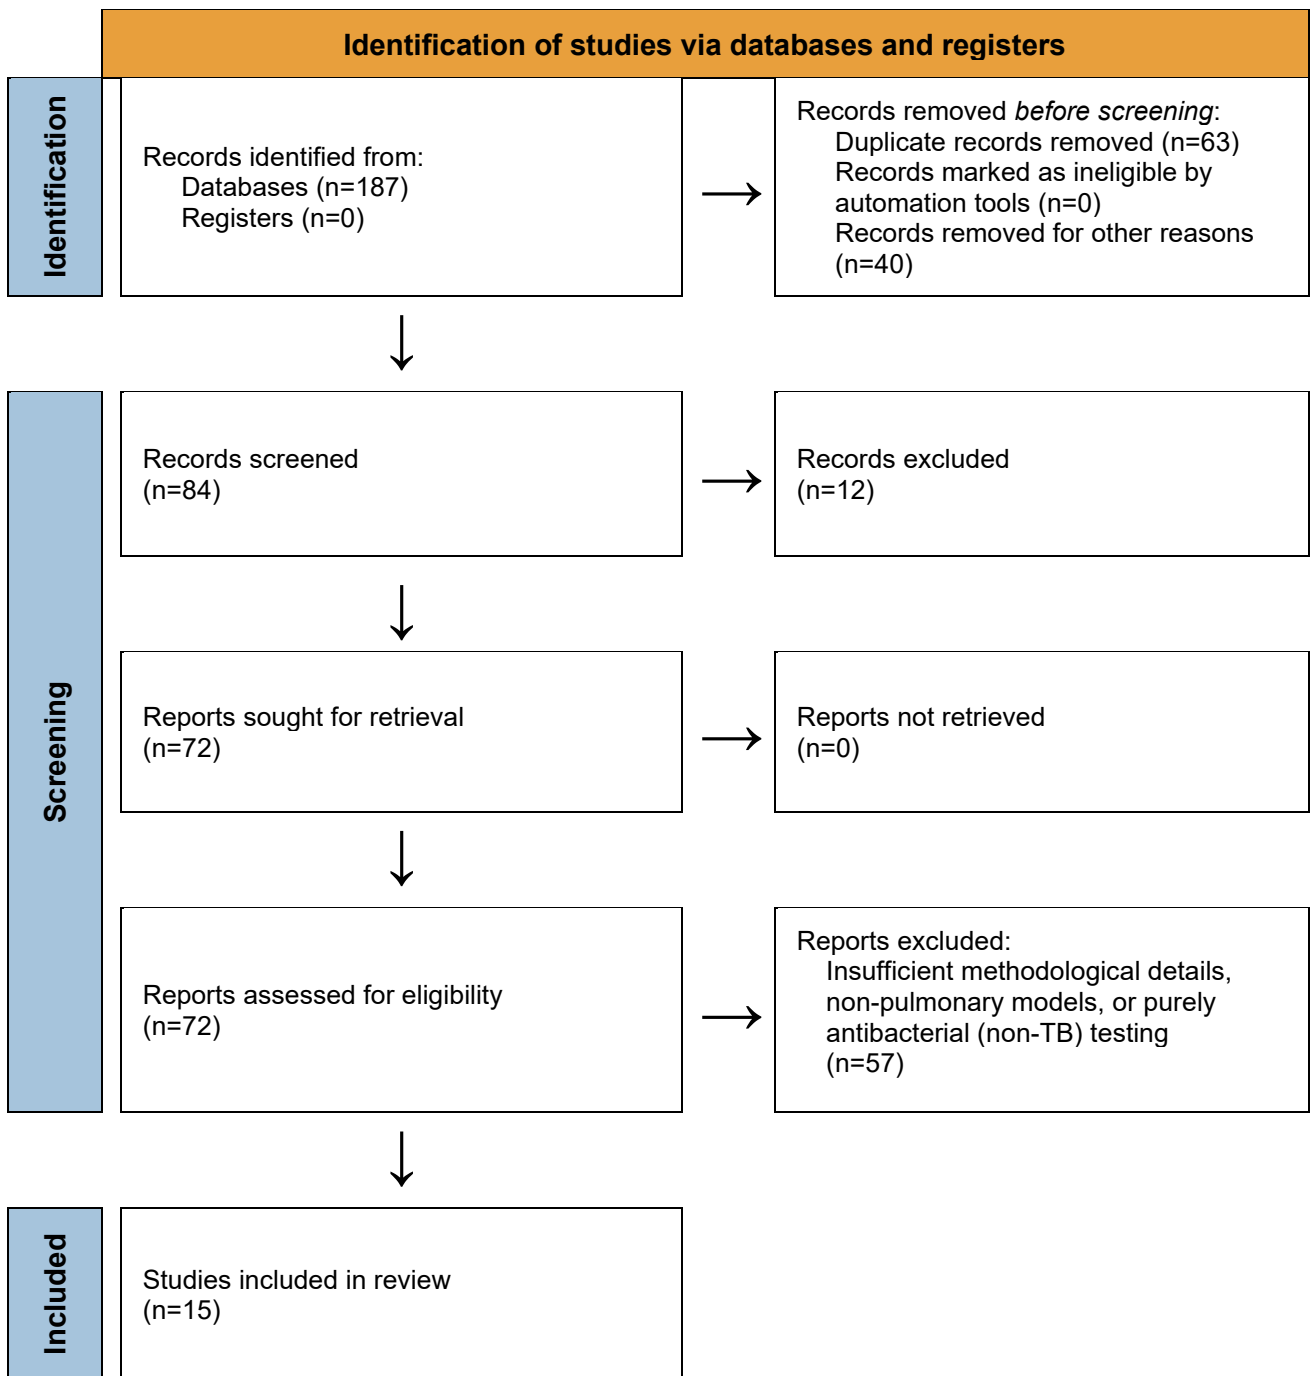 Identification of studies via databases and registers
Identification
Records identified from:
Databases (n=187)
Registers (n=0)
Records removed before screening:
Duplicate records removed (n=63)
Records marked as ineligible by
automation tools (n=0)
Records removed for other reasons
(n=40)
Screening
Records screened
(n=84)
Records excluded
(n=12)
Reports sought for retrieval
(n=72)
Reports not retrieved
(n=0)
Reports assessed for eligibility
(n=72)
Reports excluded:
Insufficient methodological details,
non-pulmonary models, or purely
antibacterial (non-TB) testing
(n=57)
Included
Studies included in review
(n=15)